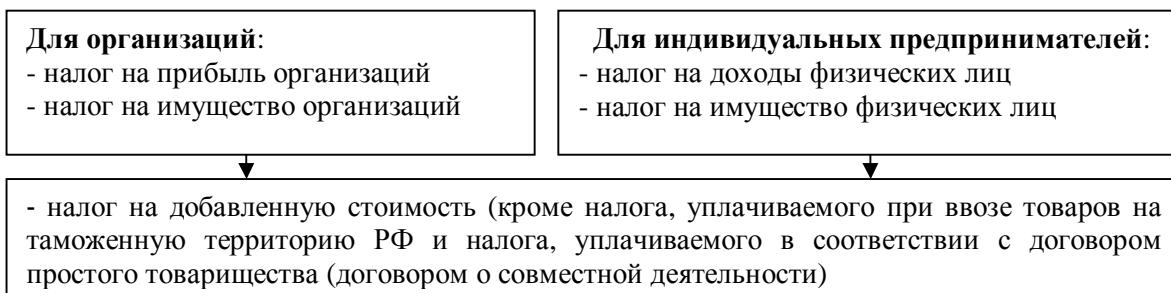 Для организаций:
- налог на прибыль организаций
- налог на имущество организаций
Для индивидуальных предпринимателей:
- налог на доходы физических лиц
- налог на имущество физических лиц
- налог на добавленную стоимость (кроме налога, уплачиваемого при ввозе товаров на
таможенную территорию РФ и налога, уплачиваемого в соответствии с договором
простого товарищества (договором о совместной деятельности)